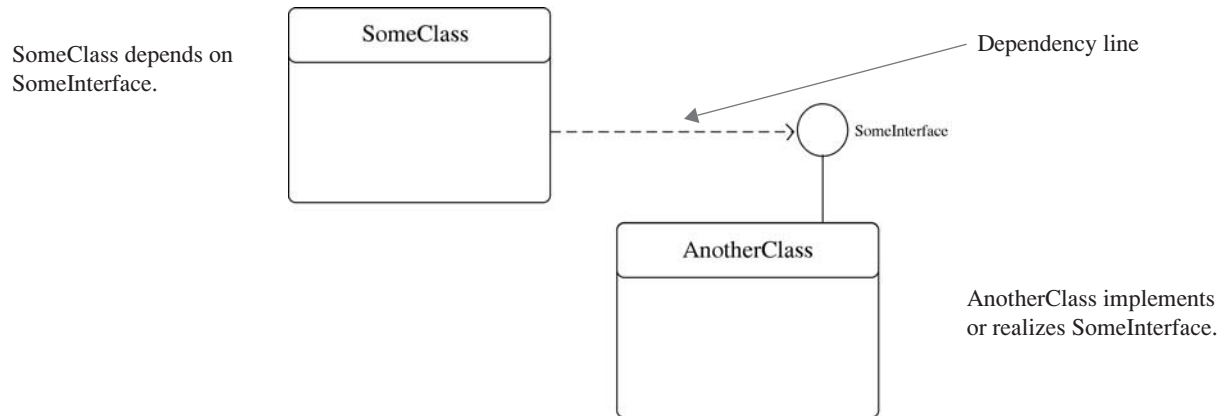 SomeClass
SomeClass depends on
SomeInterface.
Dependency line
SomeInterface
AnotherClass
AnotherClass implements
or realizes SomeInterface.